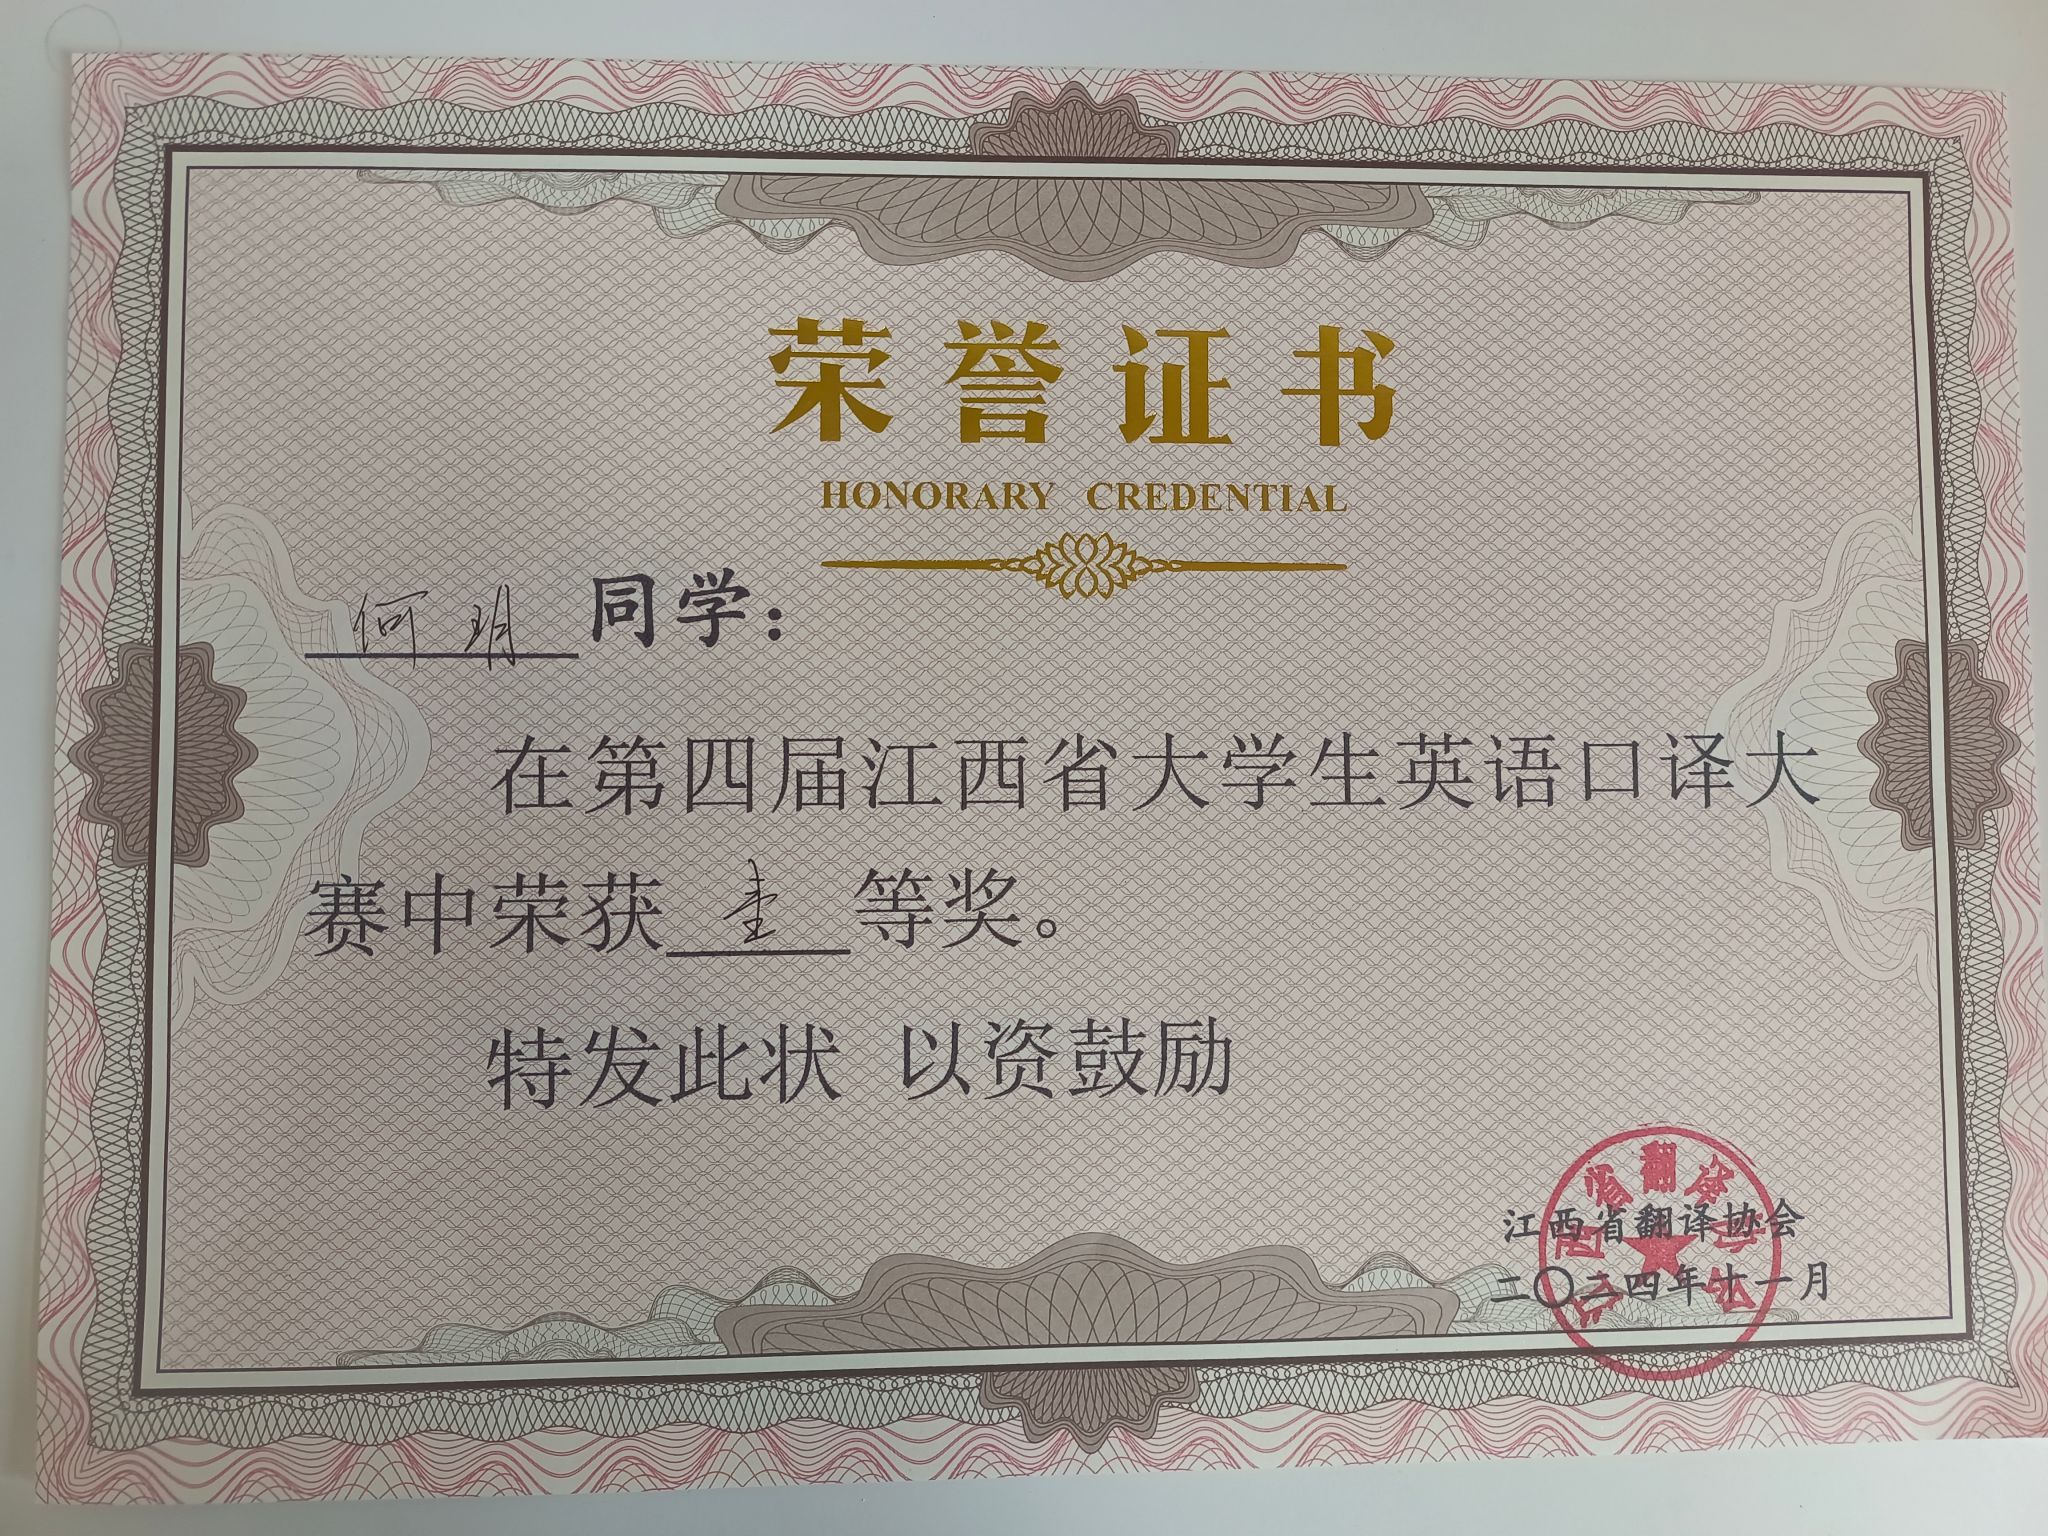 荣誉证书
HONORARY CREDENTIAL
何玥 同学：
在第四届江西省大学生英语口译大
赛中荣获 等奖。
特发此状 以资鼓励
江西省翻译协会
二〇二四年十一月